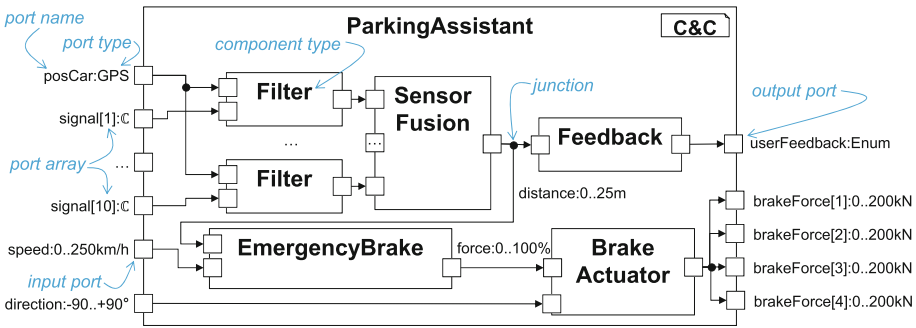 ParkingAssistant
C&C
port name
port type
component type
posCar:GPS
Filter
Sensor
Fusion
junction
output port
signal[1]:ℂ
Feedback
userFeedback:Enum
port array
...
...
...
Filter
signal[10]:ℂ
distance:0..25m
brakeForce[1]:0..200kN
speed:0..250km/h
EmergencyBrake
force:0..100%
Brake
Actuator
brakeForce[2]:0..200kN
brakeForce[3]:0..200kN
input port
direction:-90..+90°
brakeForce[4]:0..200kN